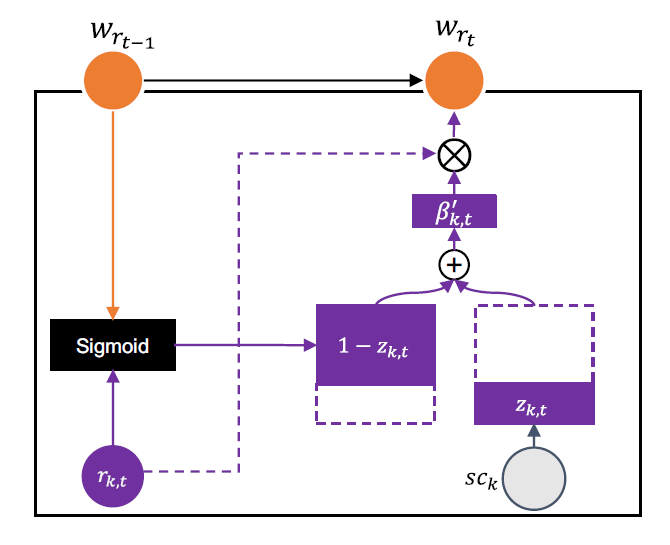 w_{r_{t-1}}
w_{r_t}
β′_{k,t}
+
Sigmoid
1 − z_{k,t}
z_{k,t}
r_{k,t}
sc_k